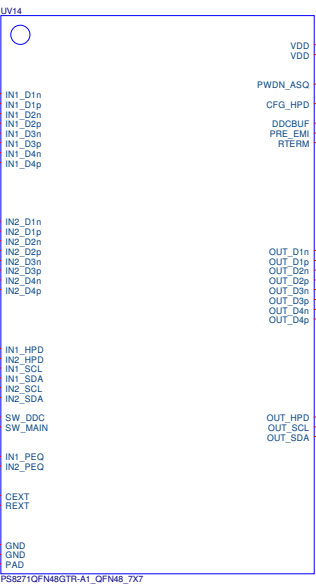 UV14
IN1_D1n
IN1_D1p
IN1_D2n
IN1_D2p
IN1_D3n
IN1_D3p
IN1_D4n
IN1_D4p
IN2_D1n
IN2_D1p
IN2_D2n
IN2_D2p
IN2_D3n
IN2_D3p
IN2_D4n
IN2_D4p
IN1_HPD
IN2_HPD
IN1_SCL
IN1_SDA
IN2_SCL
IN2_SDA
SW_DDC
SW_MAIN
IN1_PEQ
IN2_PEQ
CEXT
REXT
GND
GND
PAD
VDD
VDD
PWDN_ASQ
CFG_HPD
DDCBUF
PRE_EMI
RTERM
OUT_D1n
OUT_D1p
OUT_D2n
OUT_D2p
OUT_D3n
OUT_D3p
OUT_D4n
OUT_D4p
OUT_HPD
OUT_SCL
OUT_SDA
PS8271QFN48GTR-A1_QFN48_7X7